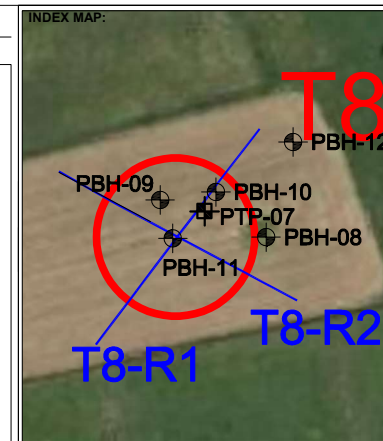 INDEX MAP:
T8
PBH-12
PBH-09
PBH-10
PTP-07
PBH-08
PBH-11
T8-R2
T8-R1